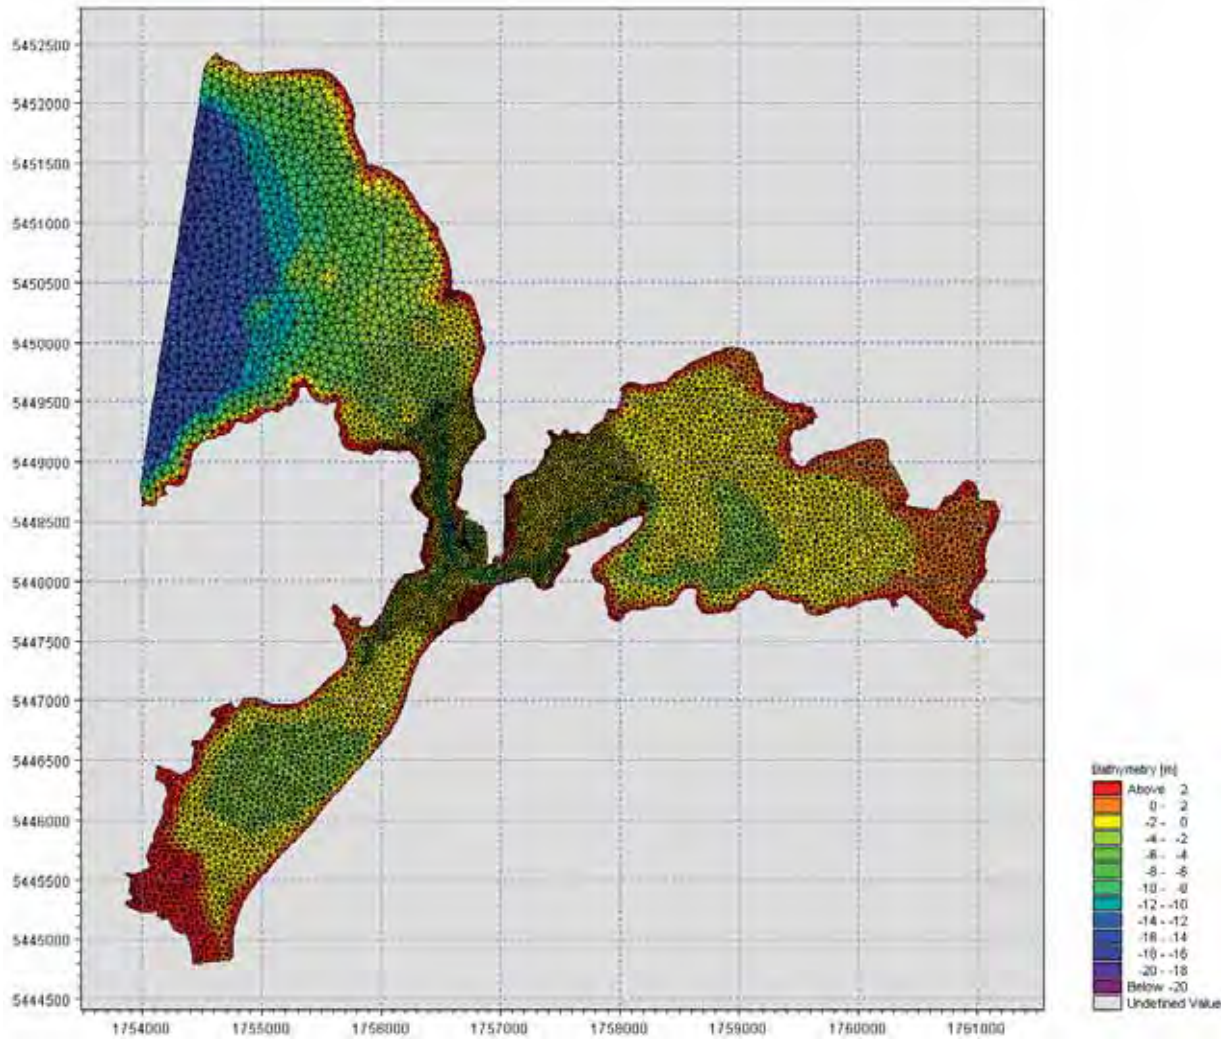 5452500
5452000
5451500
5451000
5450500
5450000
5449500
5449000
5448500
5448000
5447500
5447000
5446500
5446000
5445500
5445000
5444500
1754000 1755000 1756000 1757000 1758000 1759000 1760000 1761000
Bathymetry [m]
Above 2
0 - 2
-2 - 0
-4 - -2
-6 - -4
-8 - -6
-10 - -8
-12 - -10
-14 - -12
-16 - -14
-18 - -16
-20 - -18
Below -20
Undefined Value